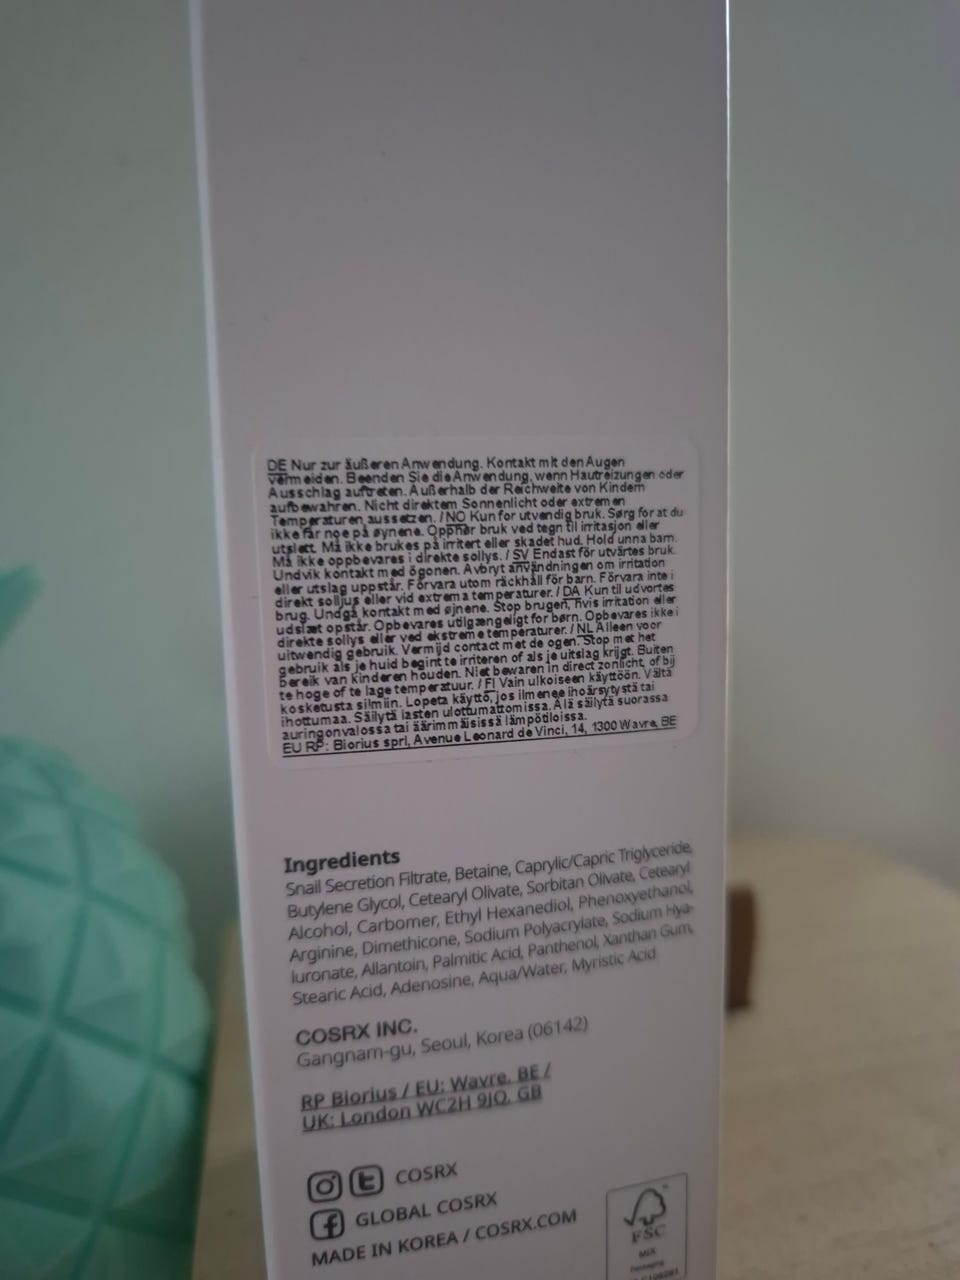 DE Nur zur äußeren Anwendung. Kontakt mit den Augen
vermeiden. Beenden Sie die Anwendung, wenn Hautreizungen oder
Ausschlag auftreten. Außerhalb der Reichweite von Kindern
aufbewahren. Nicht direktem Sonnenlicht oder extremen
Temperaturen aussetzen. / NO Kun for utvendig bruk. Sørg for at du
ikke får noe på øynene. Opphør bruk ved tegn til irritasjon eller
utslett. Må ikke brukes på irritert eller skadet hud. Hold unna barn.
Må ikke oppbevares i direkte sollys. / SV Endast för utvärtes bruk.
Undvik kontakt med ögonen. Avbryt användningen om irritation
eller utslag uppstår. Förvara utom räckhåll för barn. Förvara inte i
direkt solljus eller vid extrema temperaturer. / DA Kun til udvortes
brug. Undgå kontakt med øjnene. Stop brugen, hvis irritation eller
udslæt opstår. Opbevares utilgængeligt for børn. Opbevares ikke i
direkte sollys eller ved ekstreme temperaturer. / NL Alleen voor
uitwendig gebruik. Vermijd contact met de ogen. Stop met het
gebruik als je huid begint te irriteren of als je uitslag krijgt. Buiten
bereik van kinderen houden. Niet bewaren in direct zonlicht, of bij
te hoge of te lage temperatuur. / FI Vain ulkoiseen käyttöön. Vältä
kosketusta silmiin. Lopeta käyttö, jos ilmenee ihoärsytystä tai
ihottumaa. Säilytä lasten ulottumattomissa. Älä säilytä suorassa
auringonvalossa tai äärimmäisissä lämpötiloissa.
EU RP: Biorius sprl, Avenue Leonard de Vinci, 14, 1300 Wavre, BE
Ingredients
Snail Secretion Filtrate, Betaine, Caprylic/Capric Triglyceride,
Butylene Glycol, Cetearyl Olivate, Sorbitan Olivate, Cetearyl
Alcohol, Carbomer, Ethyl Hexanediol, Phenoxyethanol,
Arginine, Dimethicone, Sodium Polyacrylate, Sodium Hya-
luronate, Allantoin, Palmitic Acid, Panthenol, Xanthan Gum,
Stearic Acid, Adenosine, Aqua/Water, Myristic Acid
COSRX INC.
Gangnam-gu, Seoul, Korea (06142)
RP Biorius / EU: Wavre, BE /
UK: London WC2H 9JQ, GB
COSRX
GLOBAL COSRX
MADE IN KOREA / COSRX.COM
FSC
MIX
Packaging